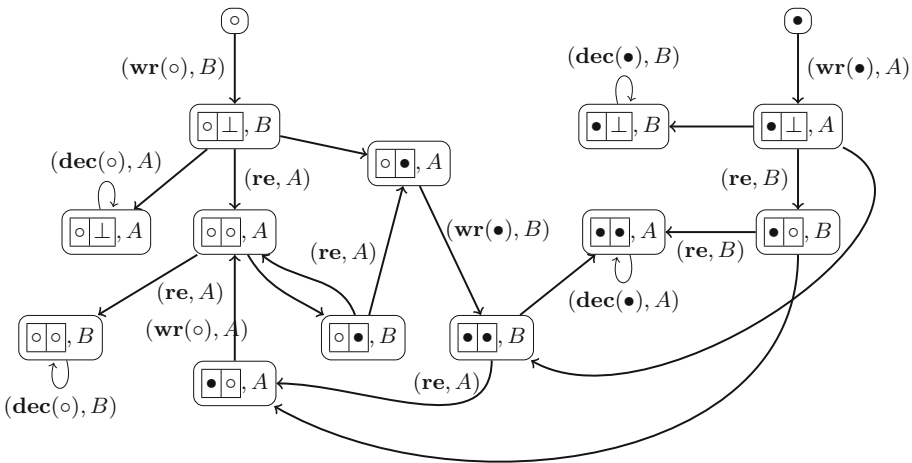 ○
●
(wr(○), B)
(dec(●), B)
(wr(●), A)
○ ⊥, B
● ⊥, B
● ⊥, A
(dec(○), A)
○ ●, A
(re, A)
(re, B)
○ ⊥, A
○ ○, A
(re, A)
(wr(●), B)
● ●, A
(re, B)
● ○, B
(re, A)
(wr(○), A)
(dec(●), A)
○ ○, B
○ ●, B
● ●, B
(dec(○), B)
● ○, A
(re, A)